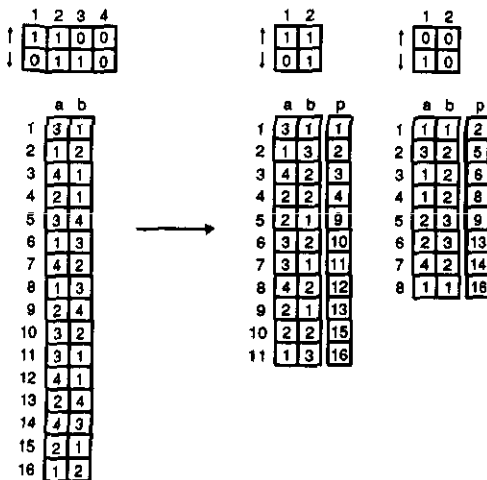 1 2 3 4
↑ 1 1 0 0
↓ 0 1 1 0
a b
1 3 1
2 1 2
3 4 1
4 2 1
5 3 4
6 1 3
7 4 2
8 1 3
9 2 4
10 3 2
11 3 1
12 4 1
13 2 4
14 4 3
15 2 1
16 1 2
1 2
↑ 1 1
↓ 0 1
a b p
1 3 1 1
2 1 3 2
3 4 2 3
4 2 2 4
5 2 1 9
6 3 2 10
7 3 1 11
8 4 2 12
9 2 1 13
10 2 2 15
11 1 3 16
1 2
↑ 0 0
↓ 1 0
a b p
1 1 1 2
2 3 2 5
3 1 2 6
4 1 2 8
5 2 3 9
6 2 3 13
7 4 2 14
8 1 1 16